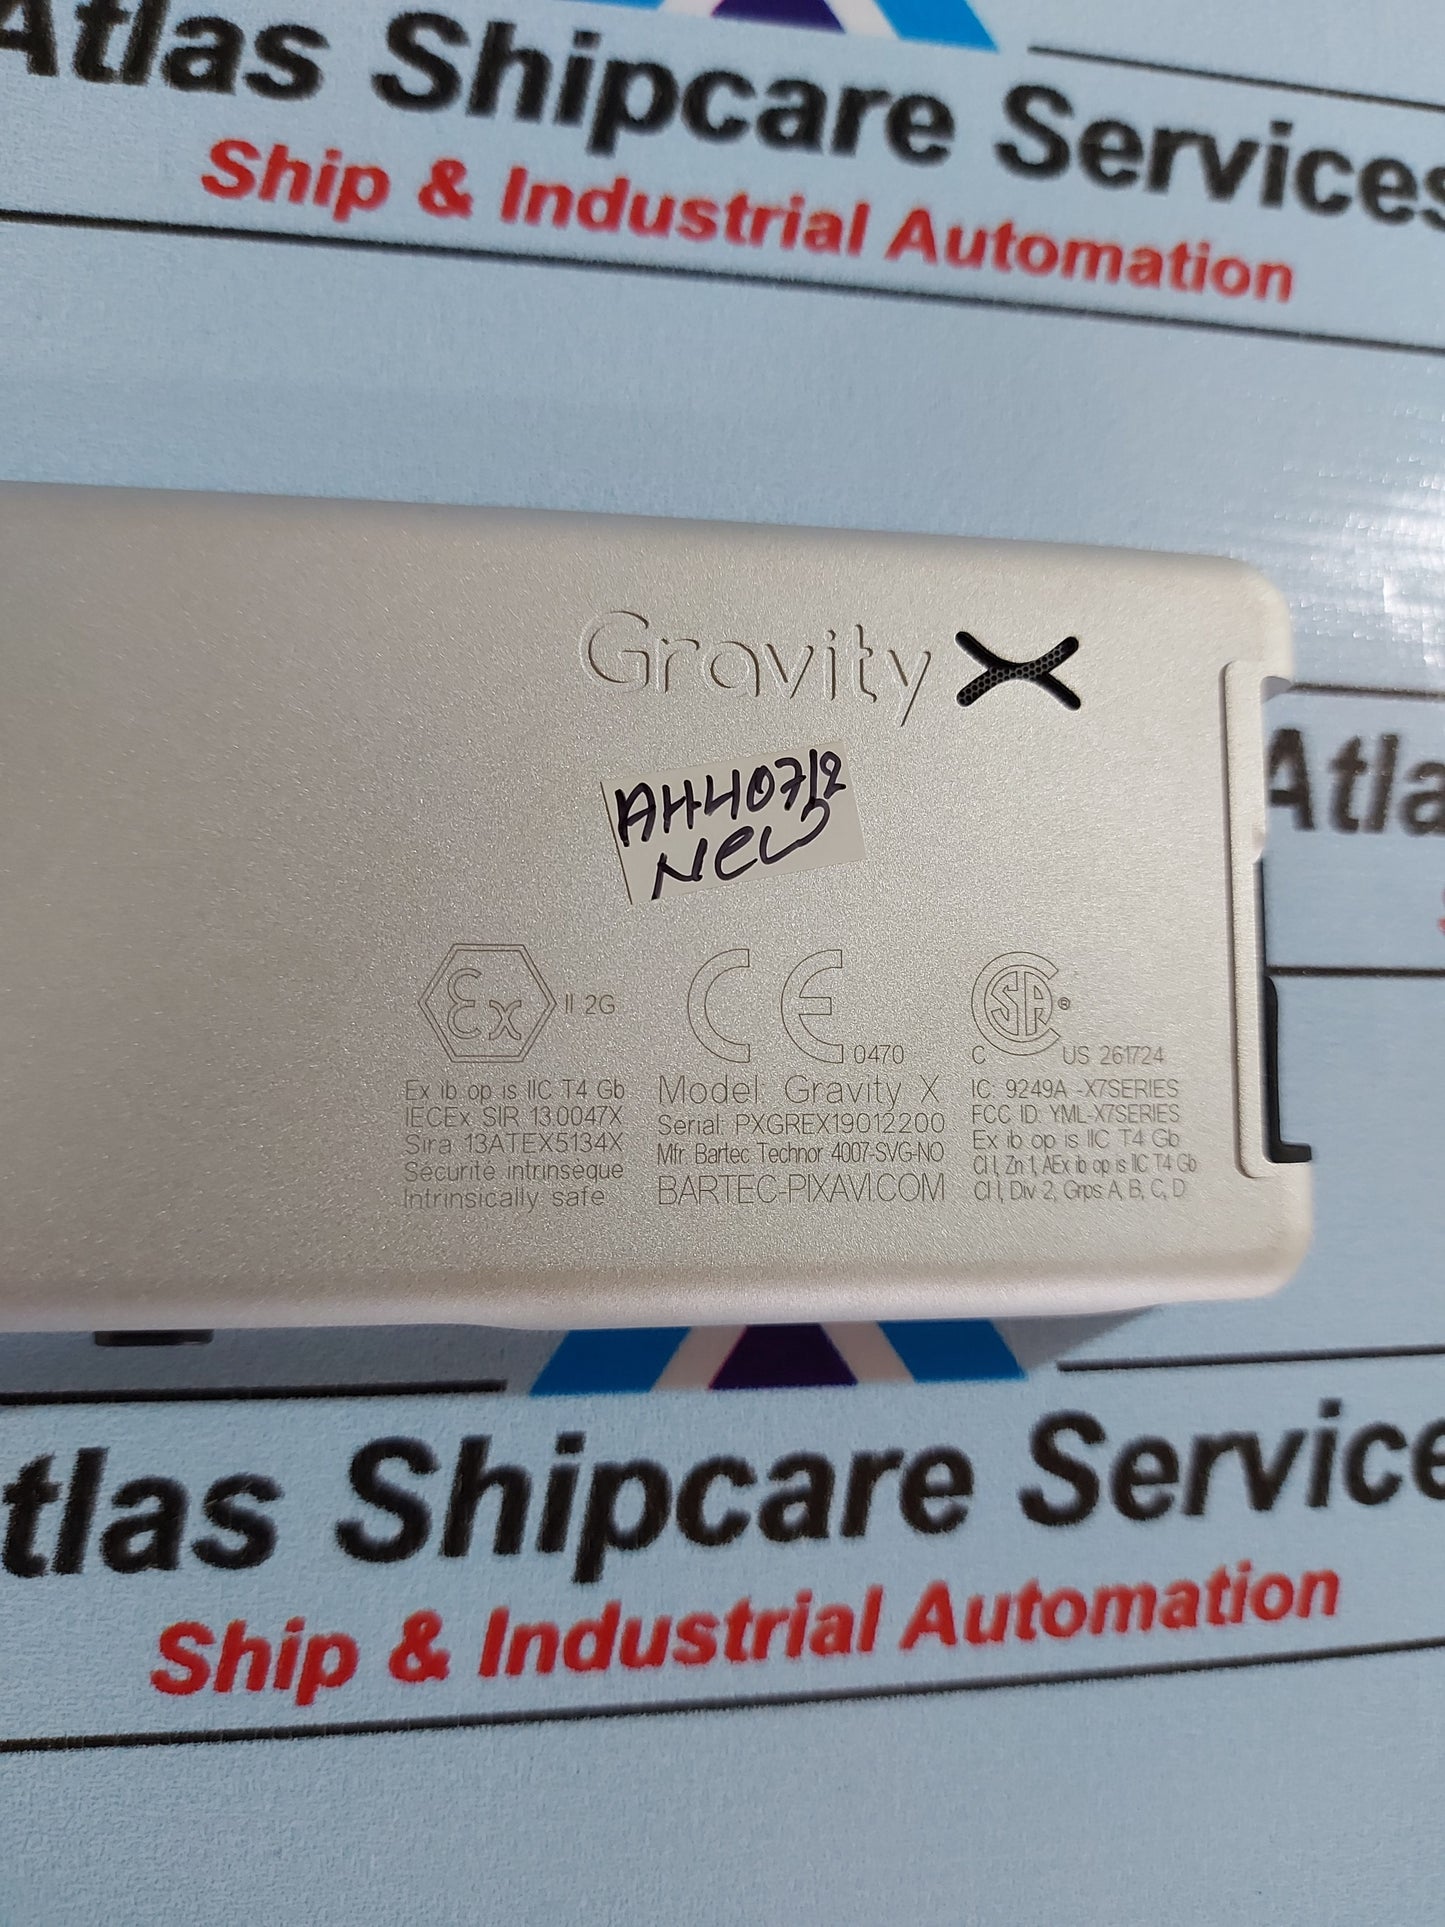 Atlas Shipcare Services
Ship & Industrial Automation
Gravity X
AH40712
New
Ex II 2G
Ex ib op is IIC T4 Gb
IECEx SIR 13.0047X
Sira 13ATEX5134X
Sécurité intrinsèque
Intrinsically safe
CE 0470
Model: Gravity X
Serial: PXGREX19012200
Mfr. Bartec Technor 4007-SVG-NO
BARTEC-PIXAVI.COM
C SA ® US 261724
IC: 9249A -X7SERIES
FCC ID: YML-X7SERIES
Ex ib op is IIC T4 Gb
Cl I, Zn 1, AEx ib op is IIC T4 Gb
Cl I, Div 2, Grps A, B, C, D
Atla
tlas Shipcare Service
Ship & Industrial Automation